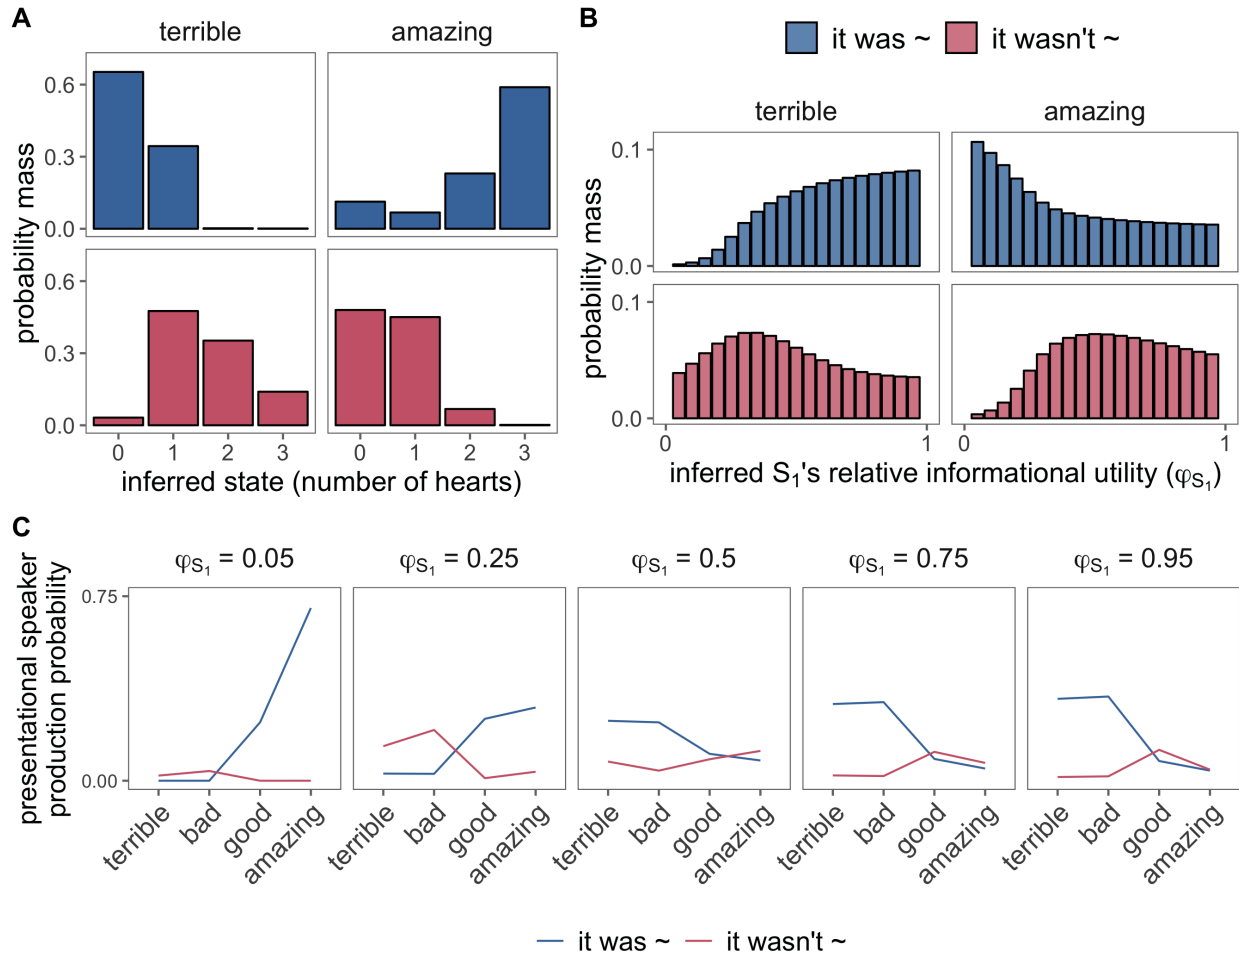 A
terrible
amazing
probability mass
0.6
0.3
0.0
0.6
0.3
0.0
0 1 2 3
0 1 2 3
inferred state (number of hearts)
B
it was ~
it wasn't ~
terrible
amazing
probability mass
0.1
0.0
0.1
0.0
0 1
0 1
inferred S1's relative informational utility (φS1)
C
presentational speaker
production probability
φS1 = 0.05
φS1 = 0.25
φS1 = 0.5
φS1 = 0.75
φS1 = 0.95
0.75
0.00
terrible bad good amazing
terrible bad good amazing
terrible bad good amazing
terrible bad good amazing
terrible bad good amazing
it was ~
it wasn't ~